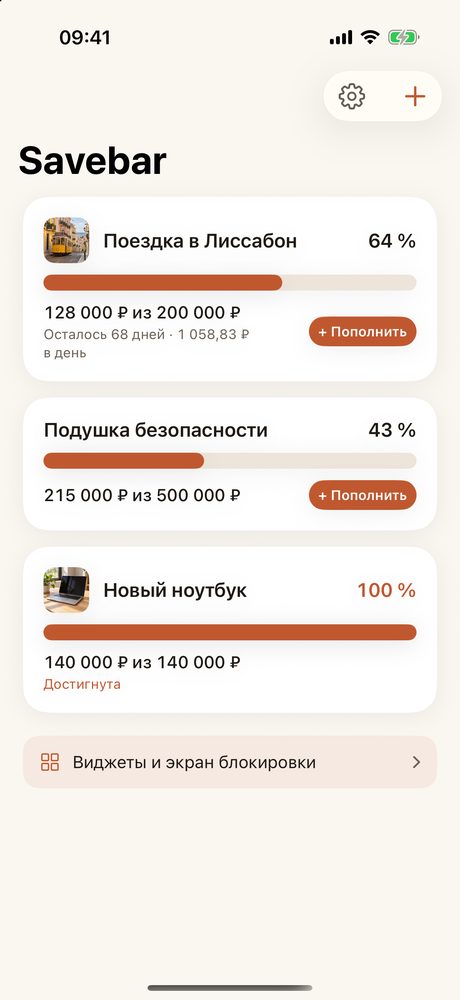 09:41
Savebar
Поездка в Лиссабон 64 %
128 000 ₽ из 200 000 ₽
Осталось 68 дней · 1 058,83 ₽
в день
+ Пополнить
Подушка безопасности 43 %
215 000 ₽ из 500 000 ₽
+ Пополнить
Новый ноутбук 100 %
140 000 ₽ из 140 000 ₽
Достигнута
Виджеты и экран блокировки